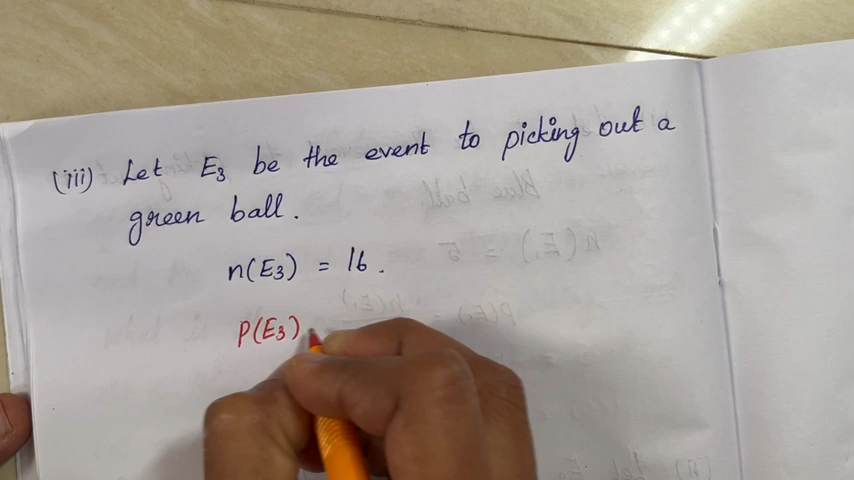 (iii) Let E₃ be the event to picking out a
green ball.
n(E₃) = 16.
P(E₃)